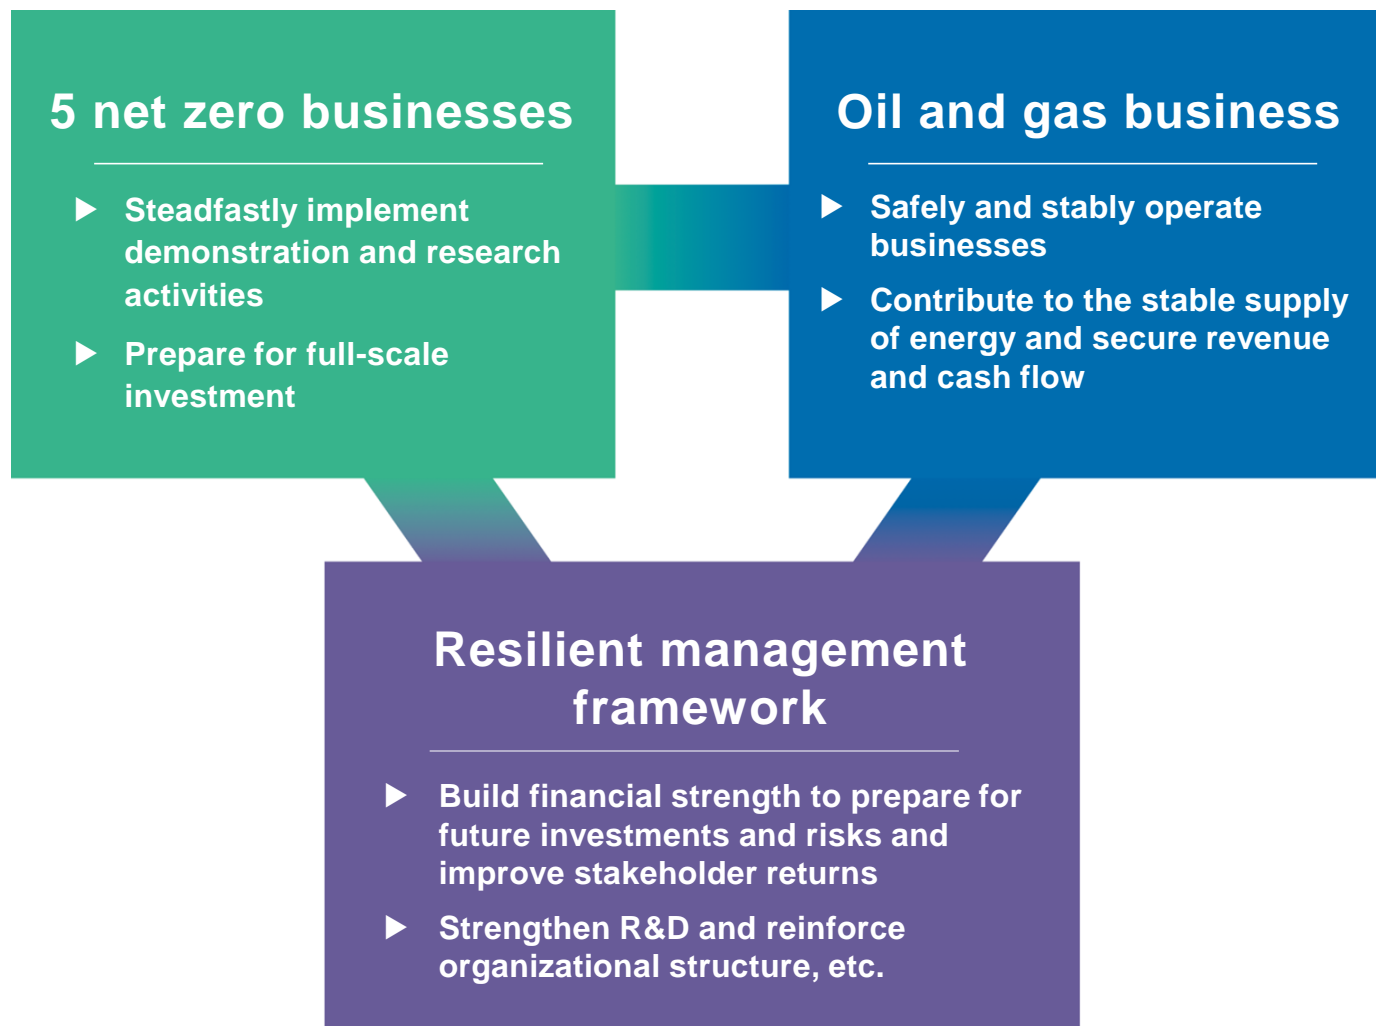 5 net zero businesses
▶ Steadfastly implement
demonstration and research
activities
▶ Prepare for full-scale
investment
Oil and gas business
▶ Safely and stably operate
businesses
▶ Contribute to the stable supply
of energy and secure revenue
and cash flow
Resilient management
framework
▶ Build financial strength to prepare for
future investments and risks and
improve stakeholder returns
▶ Strengthen R&D and reinforce
organizational structure, etc.